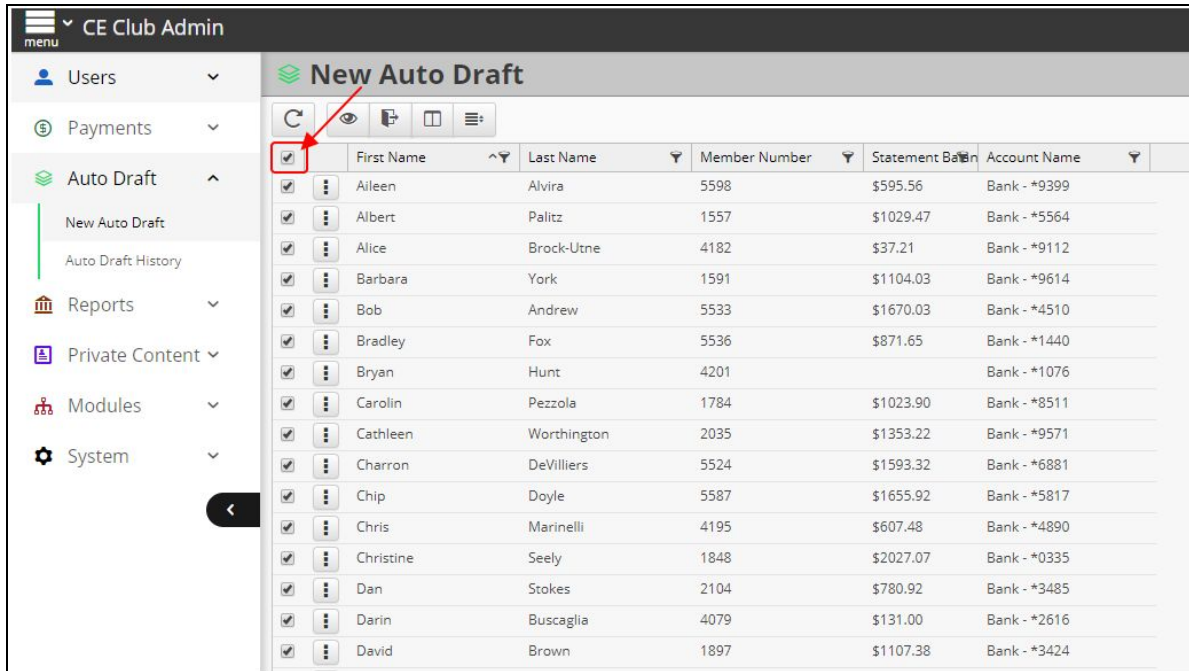 menu CE Club Admin
Users
Payments
Auto Draft
New Auto Draft
Auto Draft History
Reports
Private Content
Modules
System
New Auto Draft
First Name Last Name Member Number Statement Account Name
Aileen Alvira 5598 $595.56 Bank - *9399
Albert Palitz 1557 $1029.47 Bank - *5564
Alice Brock-Utne 4182 $37.21 Bank - *9112
Barbara York 1591 $1104.03 Bank - *9614
Bob Andrew 5533 $1670.03 Bank - *4510
Bradley Fox 5536 $871.65 Bank - *1440
Bryan Hunt 4201 Bank - *1076
Carolin Pezzola 1784 $1023.90 Bank - *8511
Cathleen Worthington 2035 $1353.22 Bank - *9571
Charron DeVilliers 5524 $1593.32 Bank - *6881
Chip Doyle 5587 $1655.92 Bank - *5817
Chris Marinelli 4195 $607.48 Bank - *4890
Christine Seely 1848 $2027.07 Bank - *0335
Dan Stokes 2104 $780.92 Bank - *3485
Darin Buscaglia 4079 $131.00 Bank - *2616
David Brown 1897 $1107.38 Bank - *3424